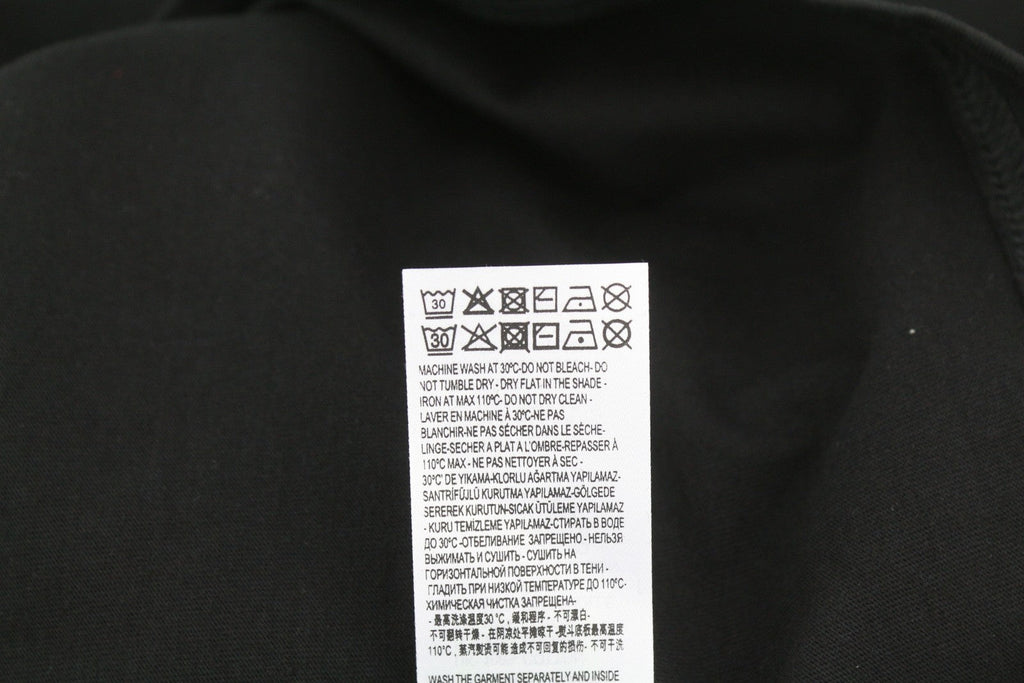 30
30
MACHINE WASH AT 30ºC-DO NOT BLEACH- DO
NOT TUMBLE DRY - DRY FLAT IN THE SHADE -
IRON AT MAX 110ºC- DO NOT DRY CLEAN -
LAVER EN MACHINE À 30ºC-NE PAS
BLANCHIR-NE PAS SÉCHER DANS LE SÈCHE-
LINGE-SECHER A PLAT A L'OMBRE-REPASSER À
110ºC MAX - NE PAS NETTOYER À SEC -
30ºC' DE YIKAMA-KLORLU AĞARTMA YAPILAMAZ-
SANTRİFÜJLÜ KURUTMA YAPILAMAZ-GÖLGEDE
SEREREK KURUTUN-SICAK ÜTÜLEME YAPILAMAZ
- KURU TEMİZLEME YAPILAMAZ-СТИРАТЬ В ВОДЕ
ДО 30ºC -ОТБЕЛИВАНИЕ ЗАПРЕЩЕНО - НЕЛЬЗЯ
ВЫЖИМАТЬ И СУШИТЬ - СУШИТЬ НА
ГОРИЗОНТАЛЬНОЙ ПОВЕРХНОСТИ В ТЕНИ -
ГЛАДИТЬ ПРИ НИЗКОЙ ТЕМПЕРАТУРЕ ДО 110ºC-
ХИМИЧЕСКАЯ ЧИСТКА ЗАПРЕЩЕНА-
- 最高洗涤温度30 ºC , 缓和程序 - 不可漂白-
不可翻转干燥 - 在阴凉处平摊晾干-熨斗底板最高温度
110ºC , 蒸汽熨烫可能 造成不可回复的损伤- 不可干洗
WASH THE GARMENT SEPARATELY AND INSIDE